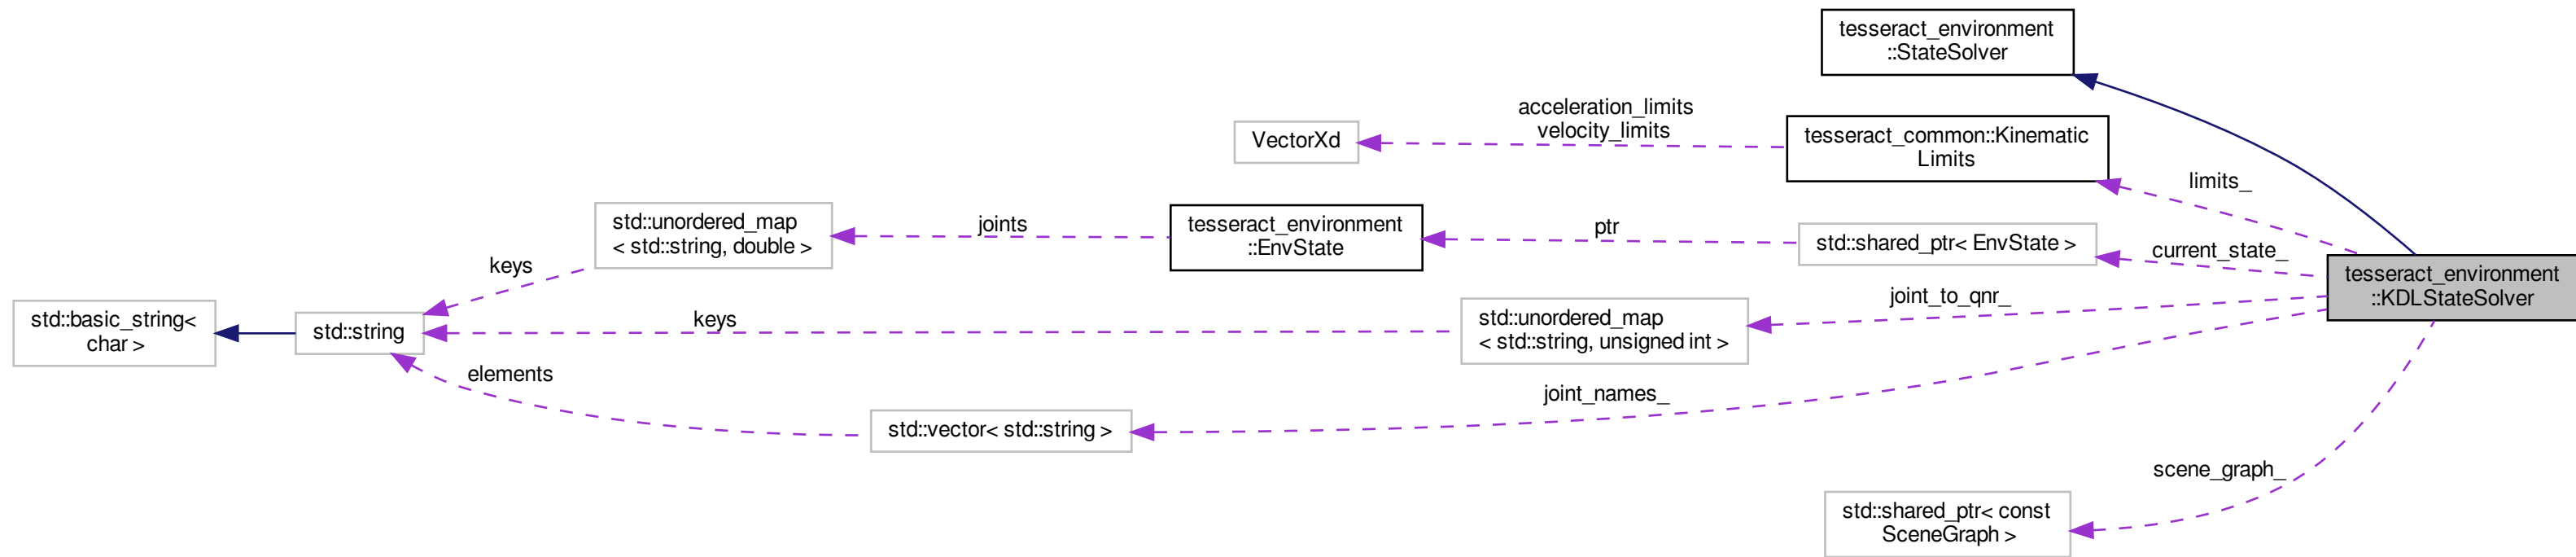 tesseract_environment
::StateSolver
acceleration_limits
velocity_limits
VectorXd
tesseract_common::Kinematic
Limits
limits_
std::unordered_map
< std::string, double >
joints
tesseract_environment
::EnvState
ptr
std::shared_ptr< EnvState >
current_state_
tesseract_environment
::KDLStateSolver
keys
std::basic_string<
char >
std::string
keys
std::unordered_map
< std::string, unsigned int >
joint_to_qnr_
elements
std::vector< std::string >
joint_names_
scene_graph_
std::shared_ptr< const
SceneGraph >